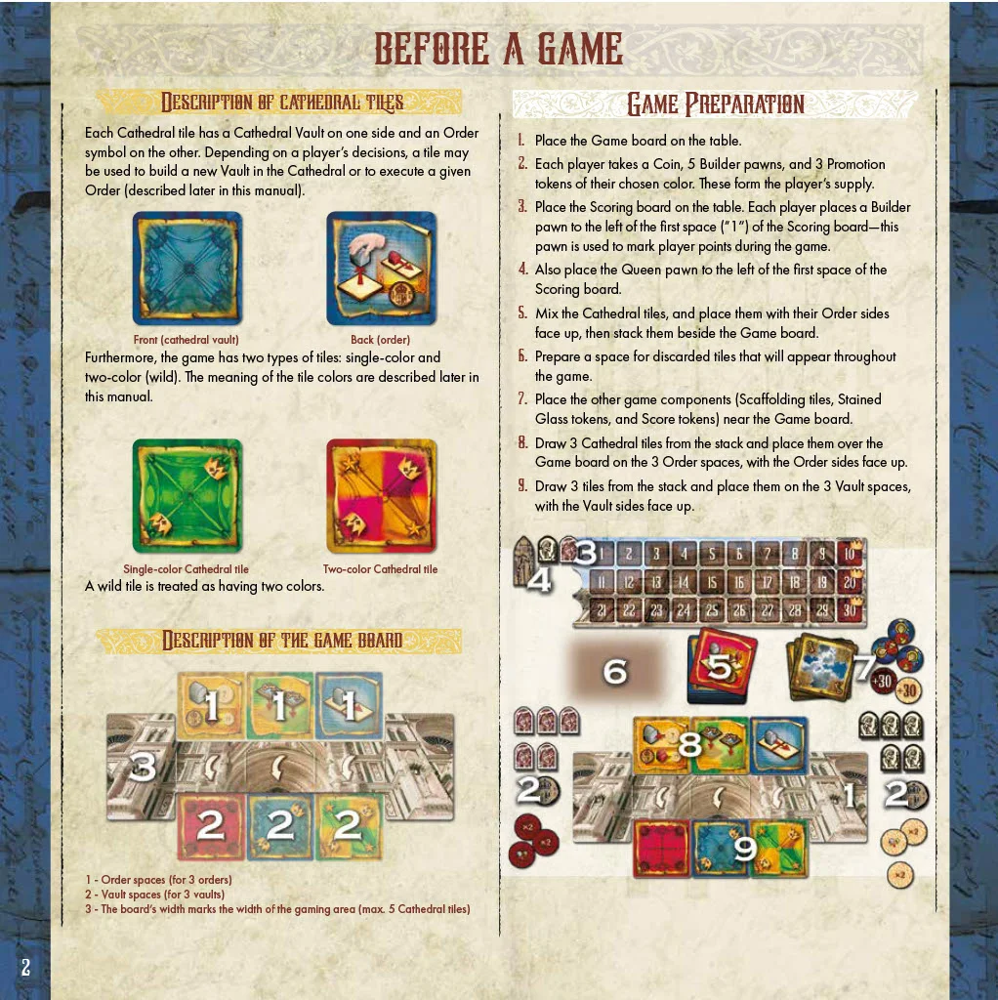 BEFORE A GAME
DESCRIPTION OF CATHEDRAL TILES
Each Cathedral tile has a Cathedral Vault on one side and an Order
symbol on the other. Depending on a player's decisions, a tile may
be used to build a new Vault in the Cathedral or to execute a given
Order (described later in this manual).
Front (cathedral vault)
Back (order)
Furthermore, the game has two types of tiles: single-color and
two-color (wild). The meaning of the tile colors are described later in
this manual.
Single-color Cathedral tile
Two-color Cathedral tile
A wild tile is treated as having two colors.
DESCRIPTION OF THE GAME BOARD
1 1 1
3
2 2 2
1 - Order spaces (for 3 orders)
2 - Vault spaces (for 3 vaults)
3 - The board's width marks the width of the gaming area (max. 5 Cathedral tiles)
GAME PREPARATION
1. Place the Game board on the table.
2. Each player takes a Coin, 5 Builder pawns, and 3 Promotion
tokens of their chosen color. These form the player's supply.
3. Place the Scoring board on the table. Each player places a Builder
pawn to the left of the first space ("1") of the Scoring board—this
pawn is used to mark player points during the game.
4. Also place the Queen pawn to the left of the first space of the
Scoring board.
5. Mix the Cathedral tiles, and place them with their Order sides
face up, then stack them beside the Game board.
6. Prepare a space for discarded tiles that will appear throughout
the game.
7. Place the other game components (Scaffolding tiles, Stained
Glass tokens, and Score tokens) near the Game board.
8. Draw 3 Cathedral tiles from the stack and place them over the
Game board on the 3 Order spaces, with the Order sides face up.
9. Draw 3 tiles from the stack and place them on the 3 Vault spaces,
with the Vault sides face up.
3 1 2 3 4 5 6 7 8 9 10
4 11 12 13 14 15 16 17 18 19 20
21 22 23 24 25 26 27 28 29 30
6 5 7
+30 +30
8
2 1 2
x2 x2 x2
9
x2
2